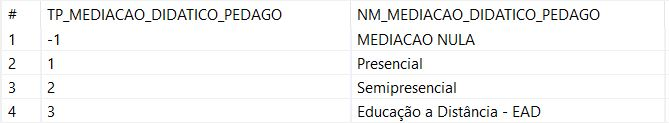 # TP_MEDIACAO_DIDATICO_PEDAGO NM_MEDIACAO_DIDATICO_PEDAGO
1 -1 MEDIACAO NULA
2 1 Presencial
3 2 Semipresencial
4 3 Educação a Distância - EAD